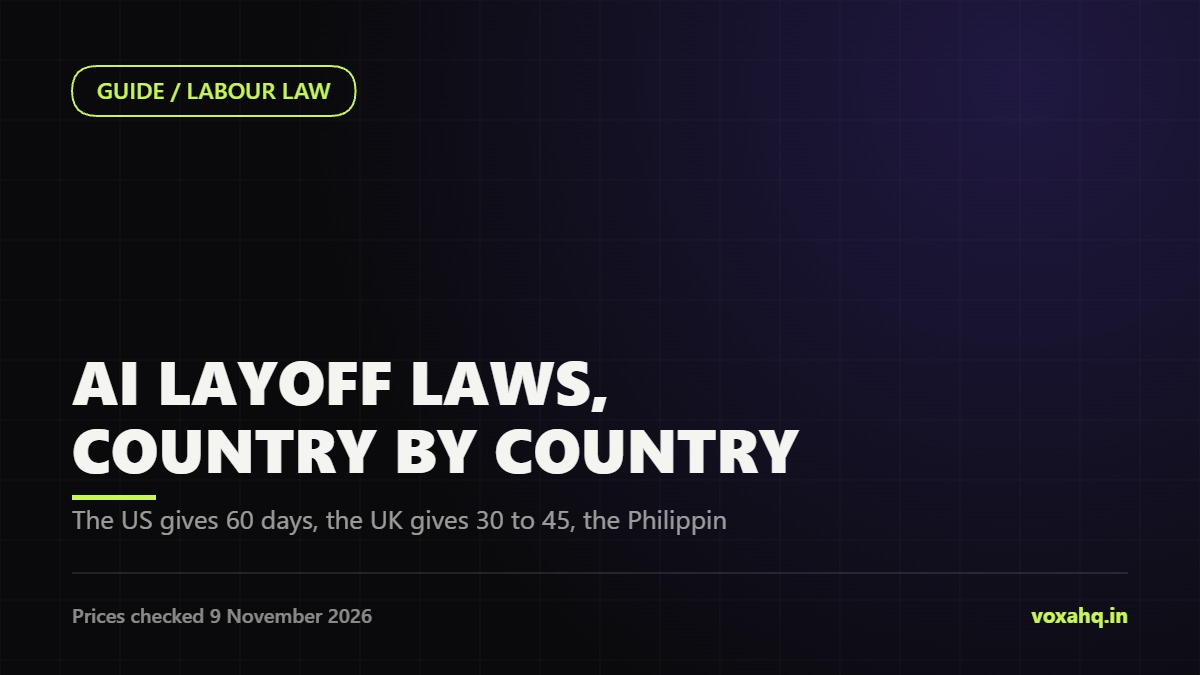 GUIDE / LABOUR LAW
AI LAYOFF LAWS,
COUNTRY BY COUNTRY
The US gives 60 days, the UK gives 30 to 45, the Philippin
Prices checked 9 November 2026
voxahq.in